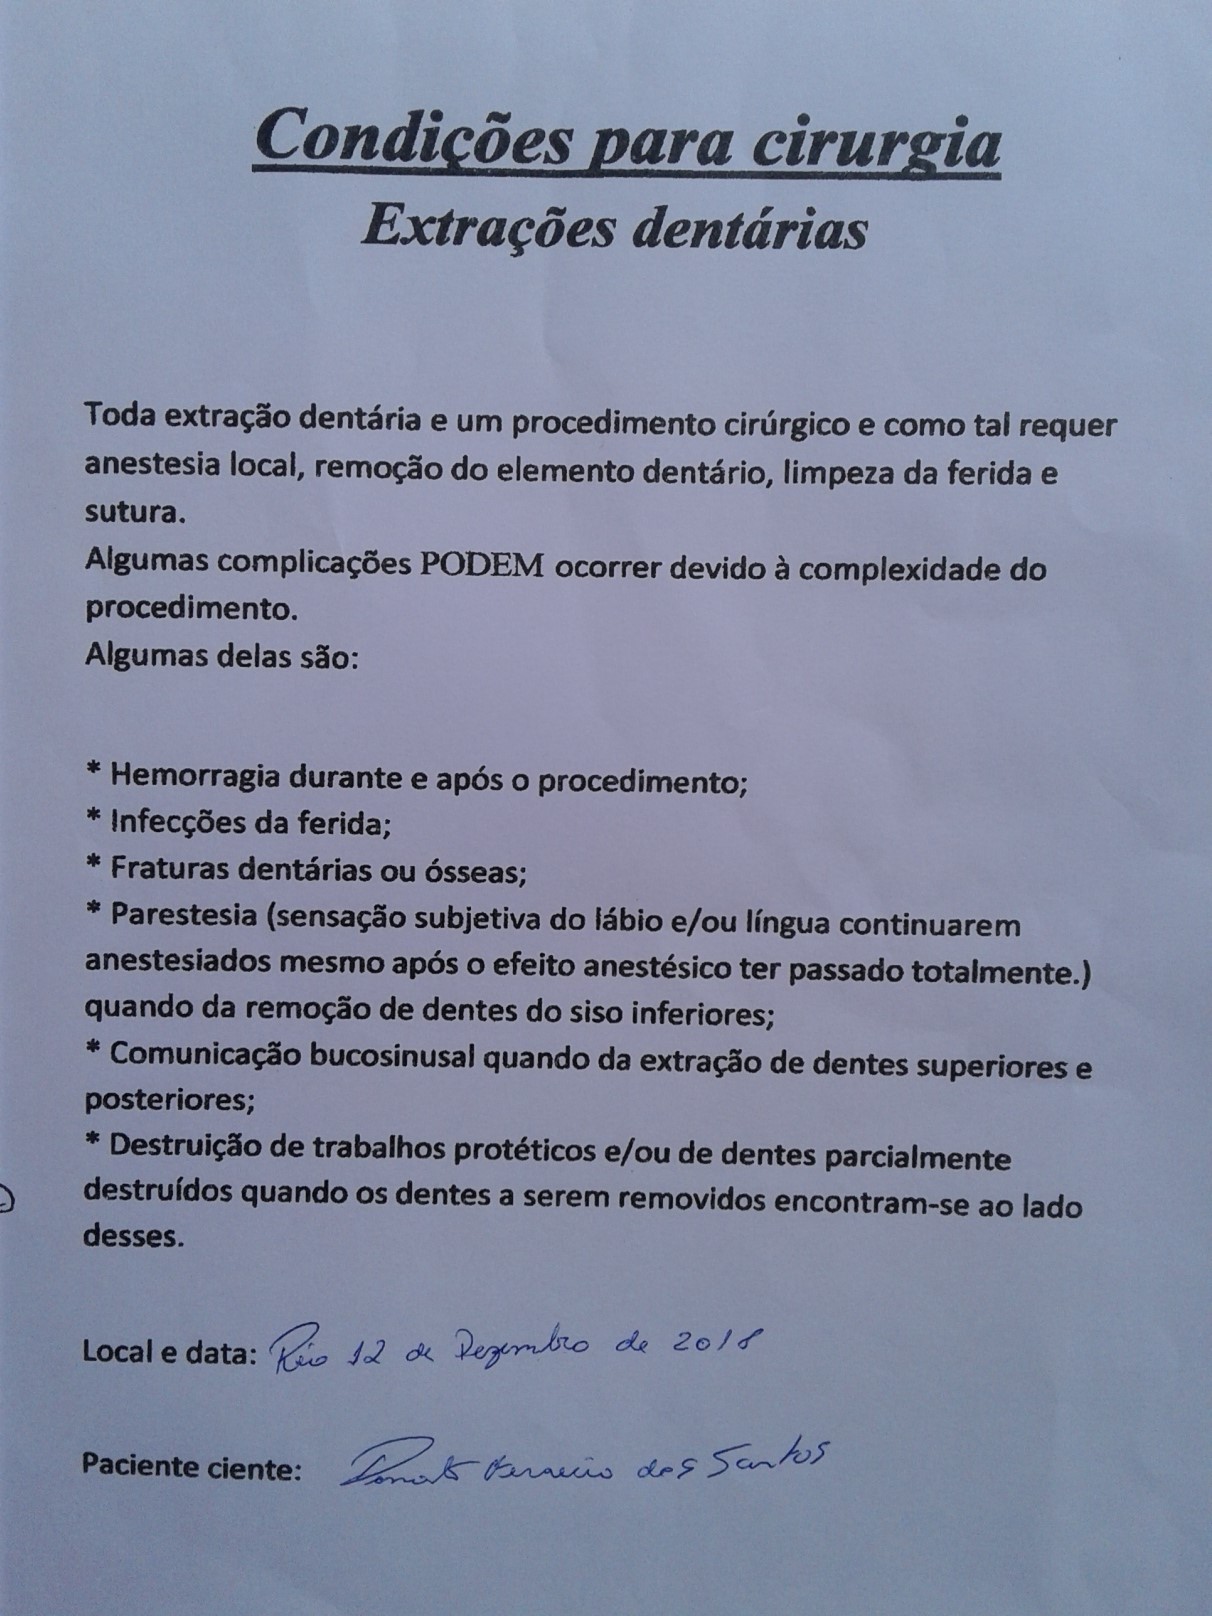 Condições para cirurgia
Extrações dentárias
Toda extração dentária e um procedimento cirúrgico e como tal requer
anestesia local, remoção do elemento dentário, limpeza da ferida e
sutura.
Algumas complicações PODEM ocorrer devido à complexidade do
procedimento.
Algumas delas são:
* Hemorragia durante e após o procedimento;
* Infecções da ferida;
* Fraturas dentárias ou ósseas;
* Parestesia (sensação subjetiva do lábio e/ou língua continuarem
anestesiados mesmo após o efeito anestésico ter passado totalmente.)
quando da remoção de dentes do siso inferiores;
* Comunicação bucosinusal quando da extração de dentes superiores e
posteriores;
* Destruição de trabalhos protéticos e/ou de dentes parcialmente
destruídos quando os dentes a serem removidos encontram-se ao lado
desses.
Local e data: Rio 12 de Dezembro de 2018
Paciente ciente: dos Santos